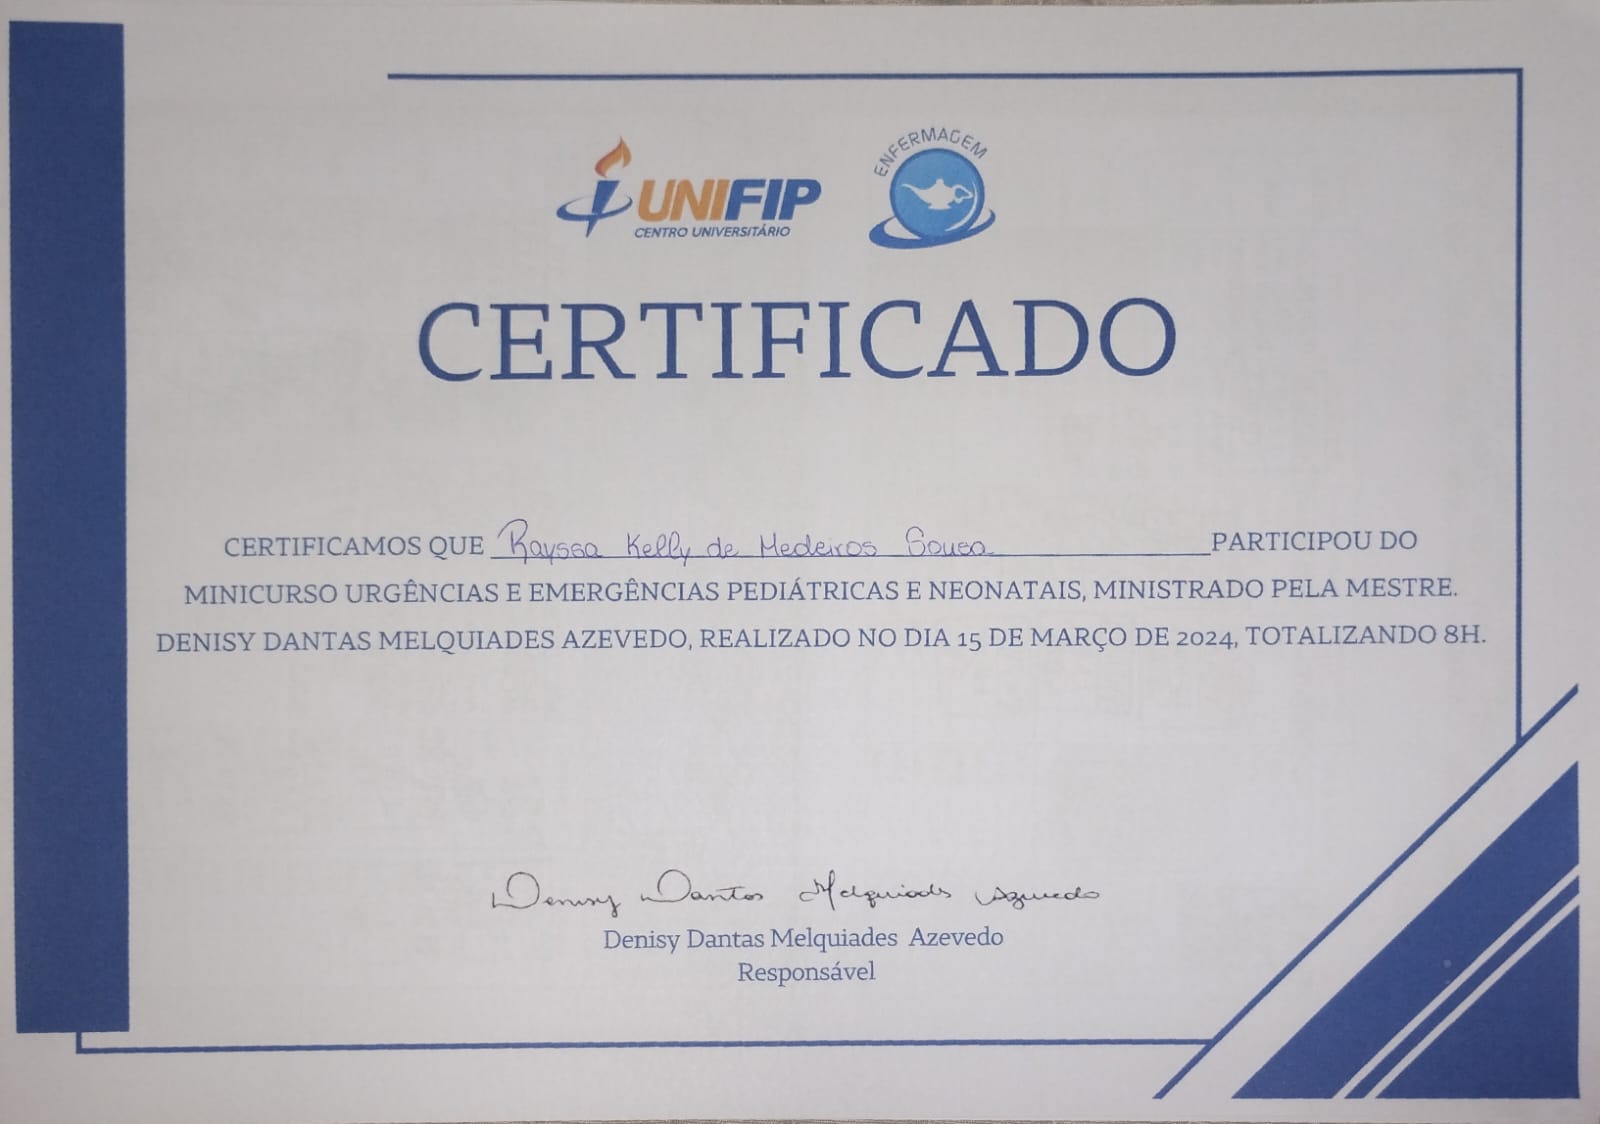 UNIFIP
CENTRO UNIVERSITÁRIO
ENFERMAGEM
CERTIFICADO
CERTIFICAMOS QUE Rayssa Kelly de Medeiros Sousa PARTICIPOU DO
MINICURSO URGÊNCIAS E EMERGÊNCIAS PEDIÁTRICAS E NEONATAIS, MINISTRADO PELA MESTRE.
DENISY DANTAS MELQUIADES AZEVEDO, REALIZADO NO DIA 15 DE MARÇO DE 2024, TOTALIZANDO 8H.
Denisy Dantas Melquiades Azevedo
Denisy Dantas Melquiades Azevedo
Responsável